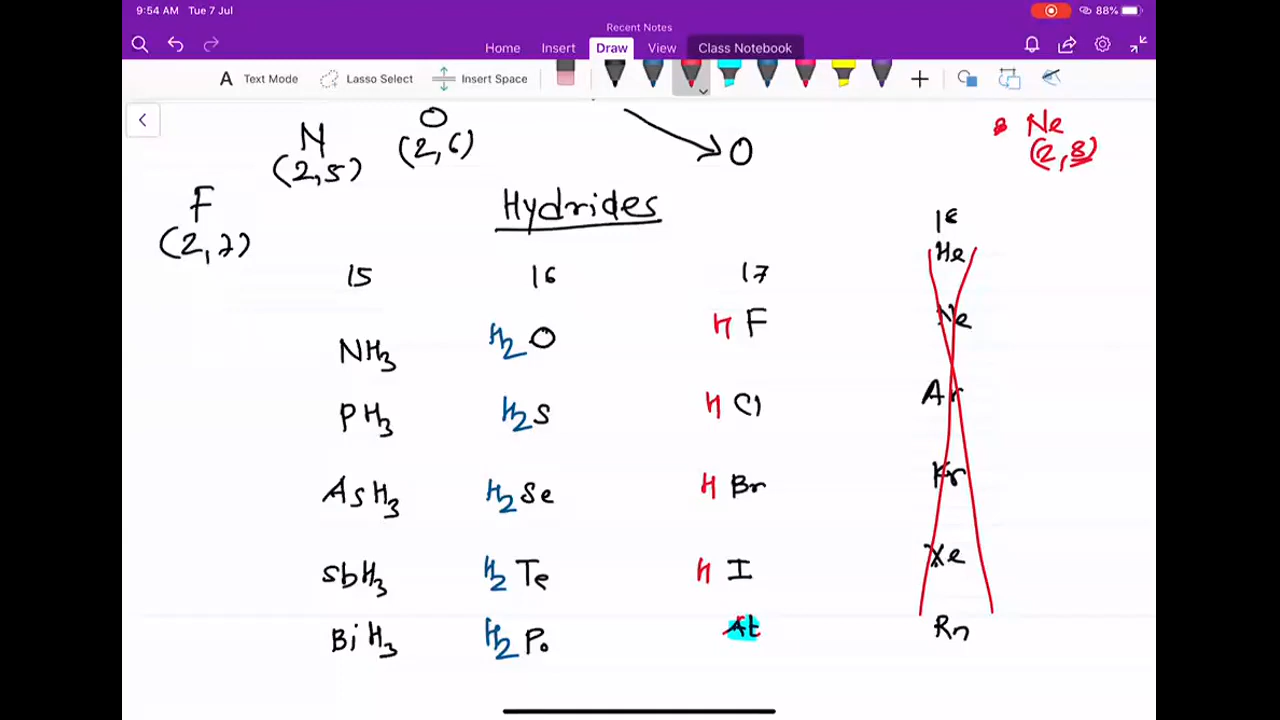 9:54 AM Tue 7 Jul
88%
Recent Notes
Home Insert Draw View Class Notebook
A Text Mode Lasso Select Insert Space
N
(2,5)
O
(2,6)
O
Ne
(2,8)
F
(2,7)
Hydrides
15 16 17 18
He
NH3 H2O HF Ne
PH3 H2S HCl Ar
AsH3 H2Se HBr Kr
SbH3 H2Te HI Xe
BiH3 H2Po At Rn